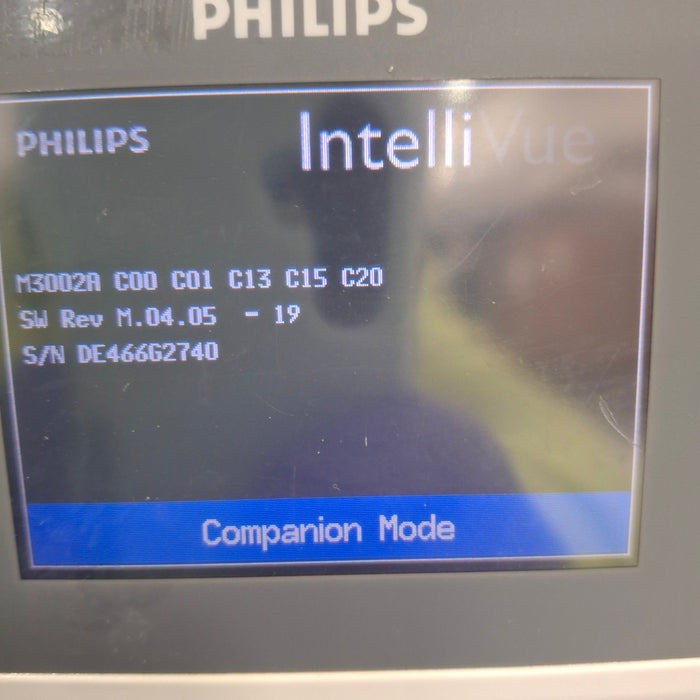 PHILIPS
PHILIPS IntelliVue
M3002A C00 C01 C13 C15 C20
SW Rev M.04.05 - 19
S/N DE466G2740
Companion Mode